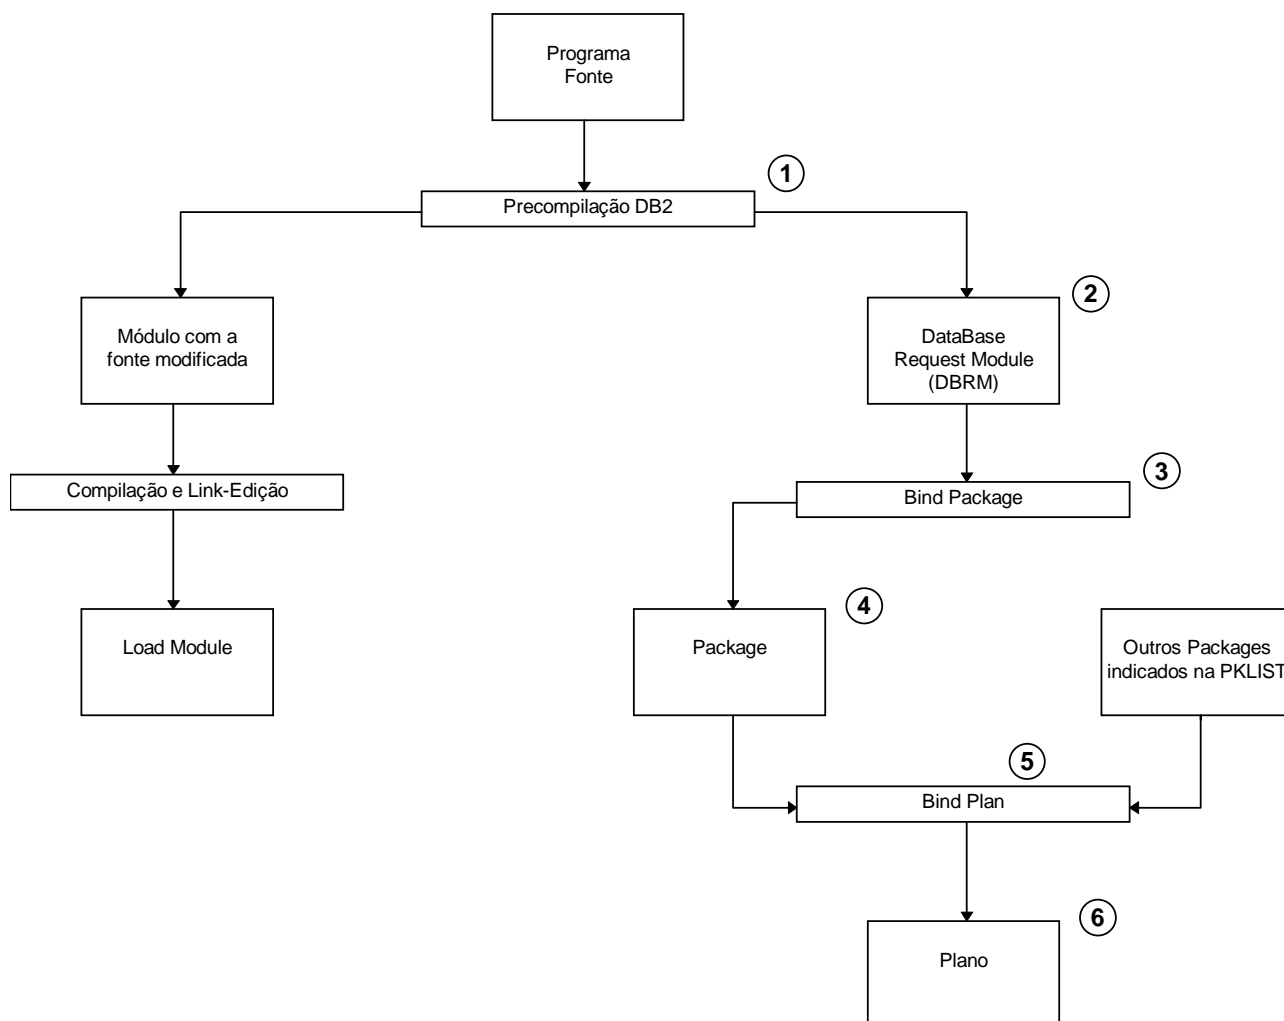 Programa
Fonte
1
Precompilação DB2
2
Módulo com a
fonte modificada
DataBase
Request Module
(DBRM)
3
Compilação e Link-Edição
Bind Package
4
Load Module
Package
Outros Packages
indicados na PKLIST
5
Bind Plan
6
Plano